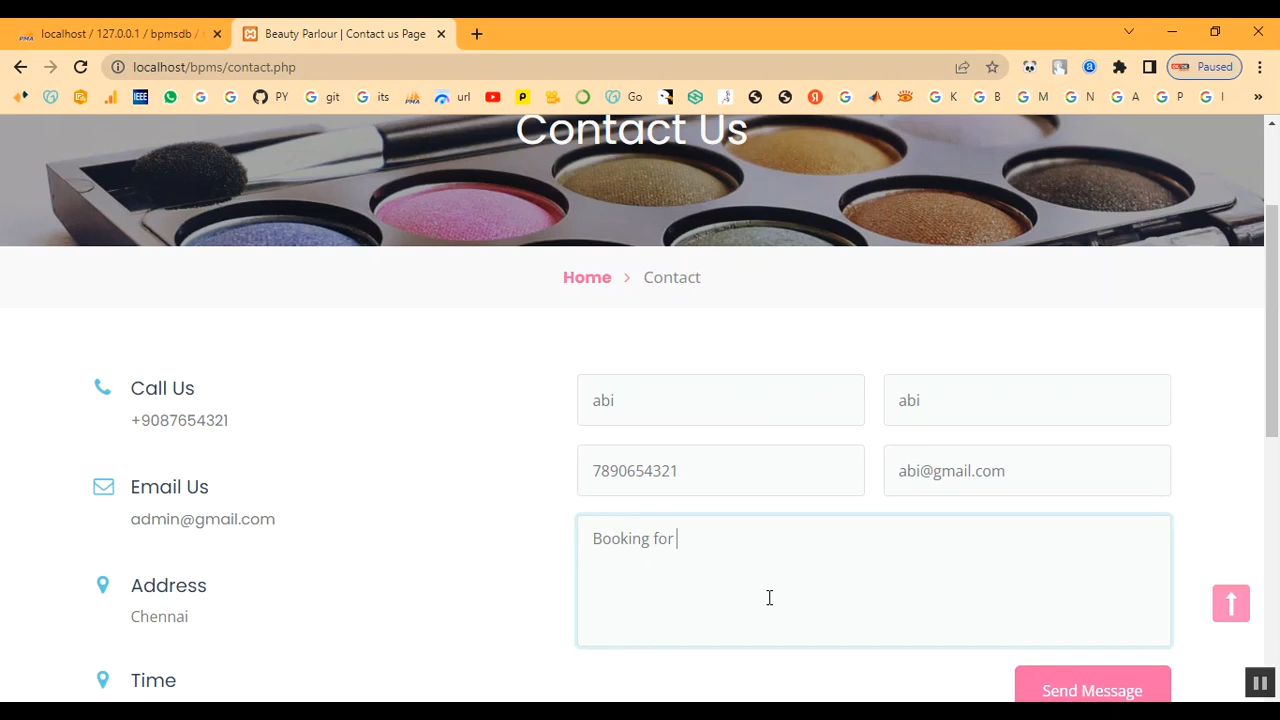 localhost / 127.0.0.1 / bpmsdb /
Beauty Parlour | Contact us Page
localhost/bpms/contact.php
Paused
IEEE
PY
git
its
PMA
url
Go
K
B
M
N
A
P
I
Contact Us
Home > Contact
Call Us
+9087654321
Email Us
admin@gmail.com
Address
Chennai
Time
abi
abi
7890654321
abi@gmail.com
Booking for
Send Message